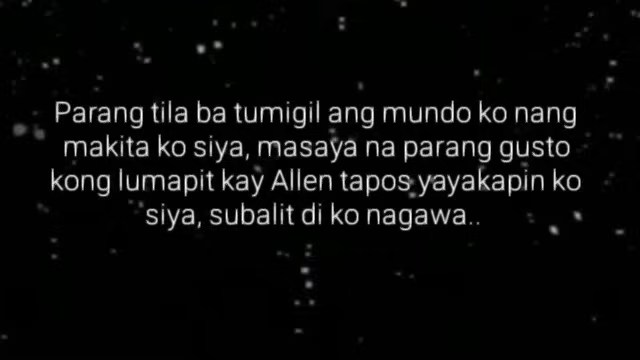 Parang tila ba tumigil ang mundo ko nang
makita ko siya, masaya na parang gusto
kong lumapit kay Allen tapos yayakapin ko
siya, subalit di ko nagawa..